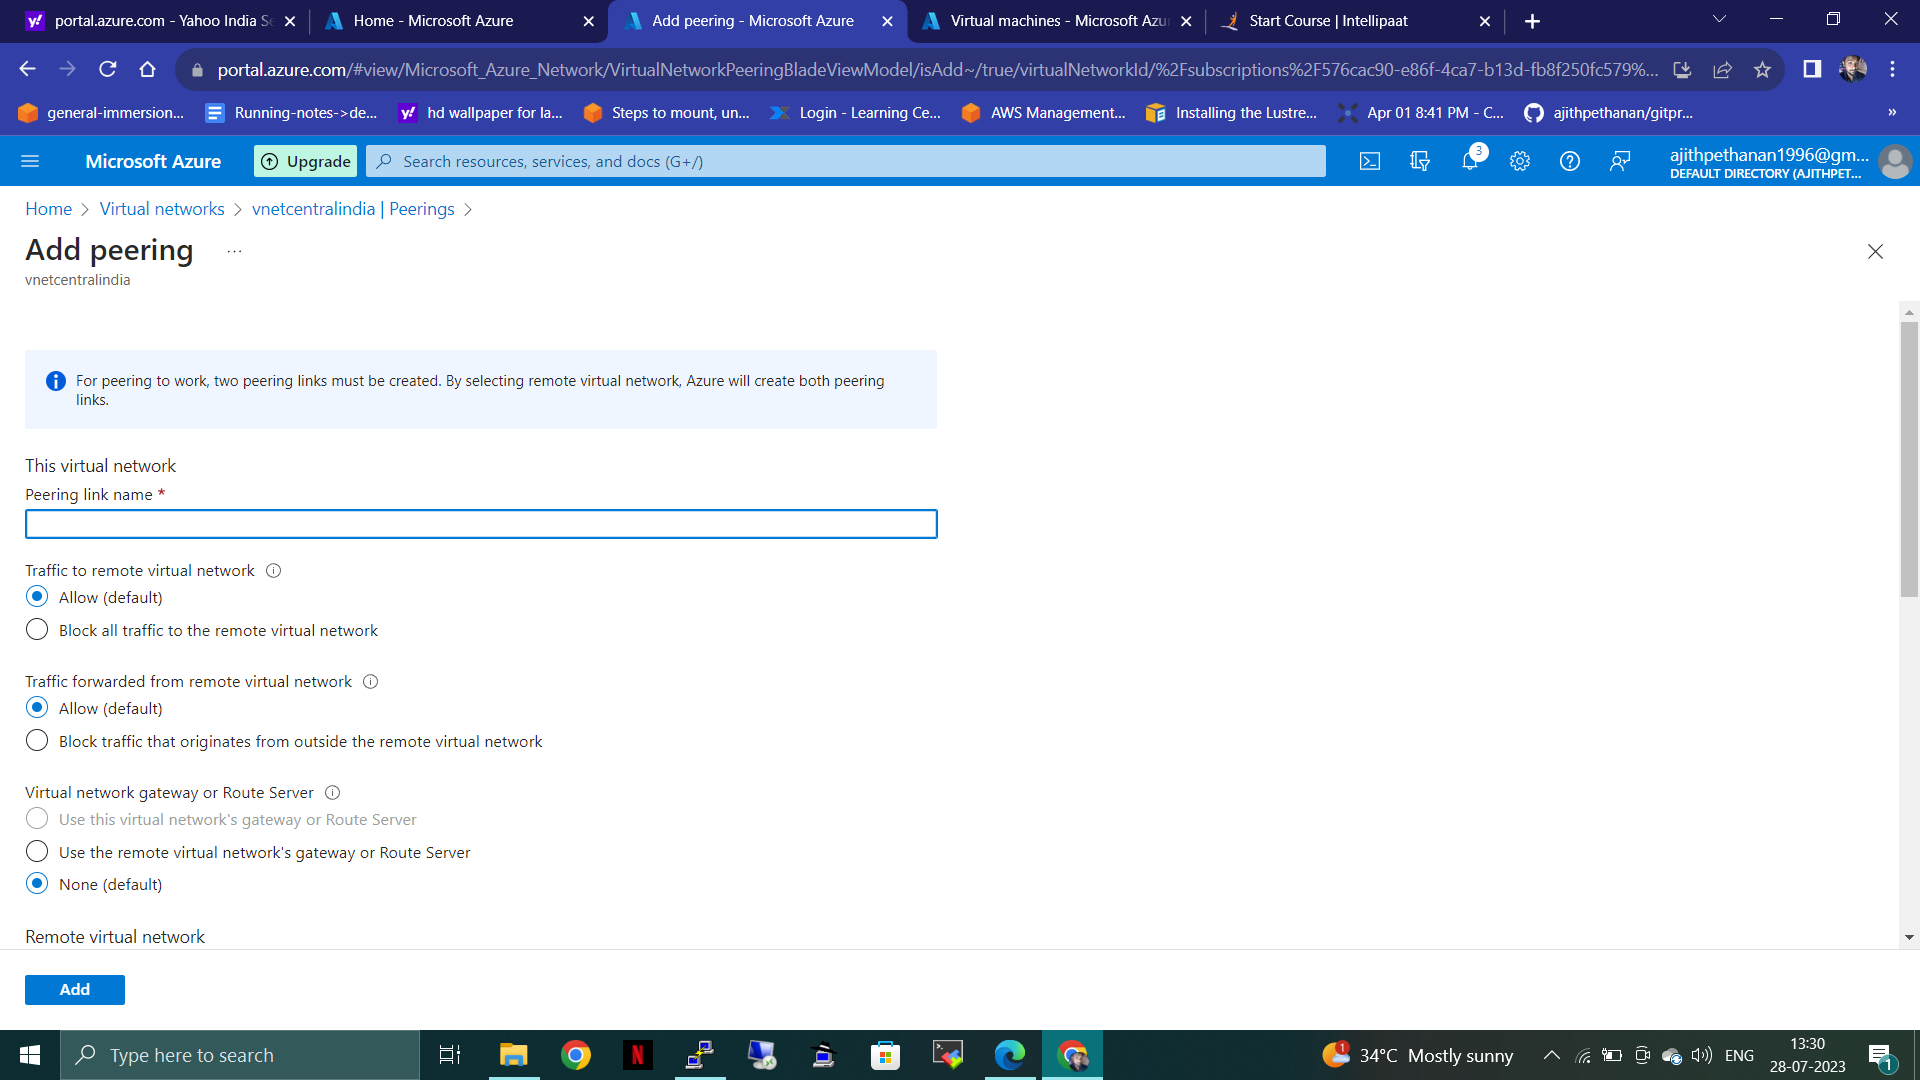 portal.azure.com - Yahoo India Se
Home - Microsoft Azure
Add peering - Microsoft Azure
Virtual machines - Microsoft Azur
Start Course | Intellipaat
portal.azure.com/#view/Microsoft_Azure_Network/VirtualNetworkPeeringBladeViewModel/isAdd~/true/virtualNetworkId/%2Fsubscriptions%2F576cac90-e86f-4ca7-b13d-fb8f250fc579%...
general-immersion...
Running-notes->de...
hd wallpaper for la...
Steps to mount, un...
Login - Learning Ce...
AWS Management...
Installing the Lustre...
Apr 01 8:41 PM - C...
ajithpethanan/gitpr...
»
Microsoft Azure
Upgrade
Search resources, services, and docs (G+/)
3
ajithpethanan1996@gm...
DEFAULT DIRECTORY (AJITHPET...
Home > Virtual networks > vnetcentralindia | Peerings >
Add peering ...
vnetcentralindia
For peering to work, two peering links must be created. By selecting remote virtual network, Azure will create both peering
links.
This virtual network
Peering link name *
Traffic to remote virtual network
Allow (default)
Block all traffic to the remote virtual network
Traffic forwarded from remote virtual network
Allow (default)
Block traffic that originates from outside the remote virtual network
Virtual network gateway or Route Server
Use this virtual network's gateway or Route Server
Use the remote virtual network's gateway or Route Server
None (default)
Remote virtual network
Add
Type here to search
N
1
34°C Mostly sunny
ENG
13:30
28-07-2023
1